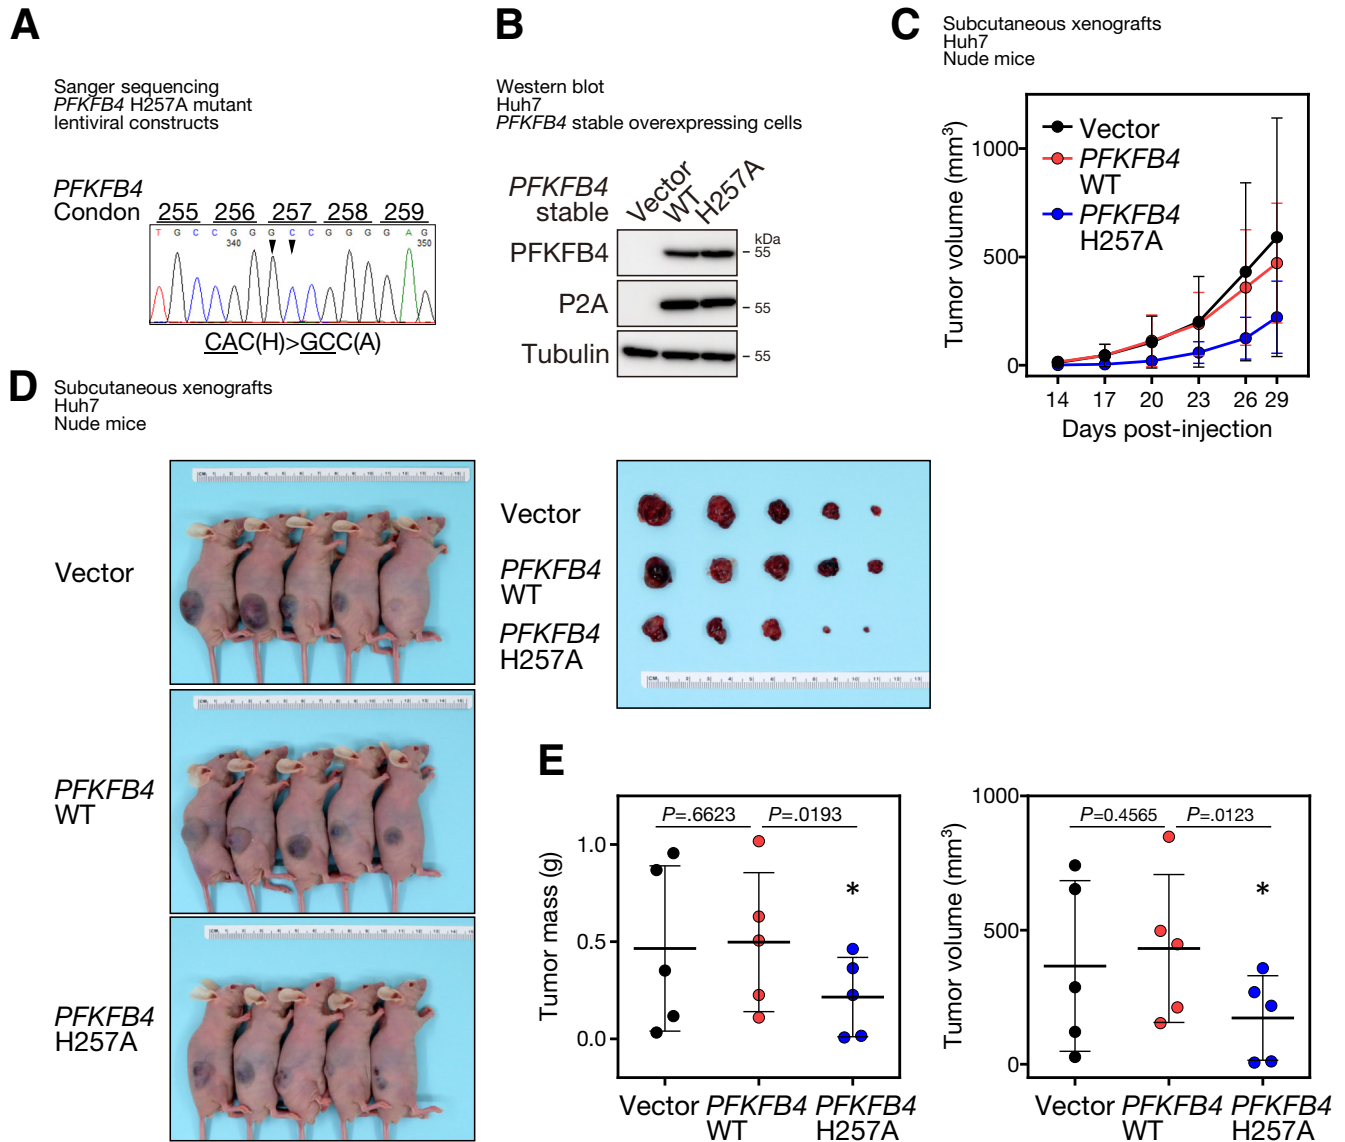 A
Sanger sequencing
PFKFB4 H257A mutant
lentiviral constructs
PFKFB4
Condon
255 256 257 258 259
T G C C G G G C C G G G G A G
340 350
CAC(H)>GCC(A)
B
Western blot
Huh7
PFKFB4 stable overexpressing cells
PFKFB4
stable
Vector
WT
H257A
kDa
PFKFB4
55
P2A
55
Tubulin
55
C
Subcutaneous xenografts
Huh7
Nude mice
Tumor volume (mm³)
1000
500
0
Vector
PFKFB4
WT
PFKFB4
H257A
14 17 20 23 26 29
Days post-injection
D
Subcutaneous xenografts
Huh7
Nude mice
Vector
PFKFB4
WT
PFKFB4
H257A
Vector
PFKFB4
WT
PFKFB4
H257A
E
Tumor mass (g)
1.0
0.5
0.0
P=.6623
P=.0193
*
Vector
PFKFB4
WT
PFKFB4
H257A
Tumor volume (mm³)
1000
500
0
P=0.4565
P=.0123
*
Vector
PFKFB4
WT
PFKFB4
H257A